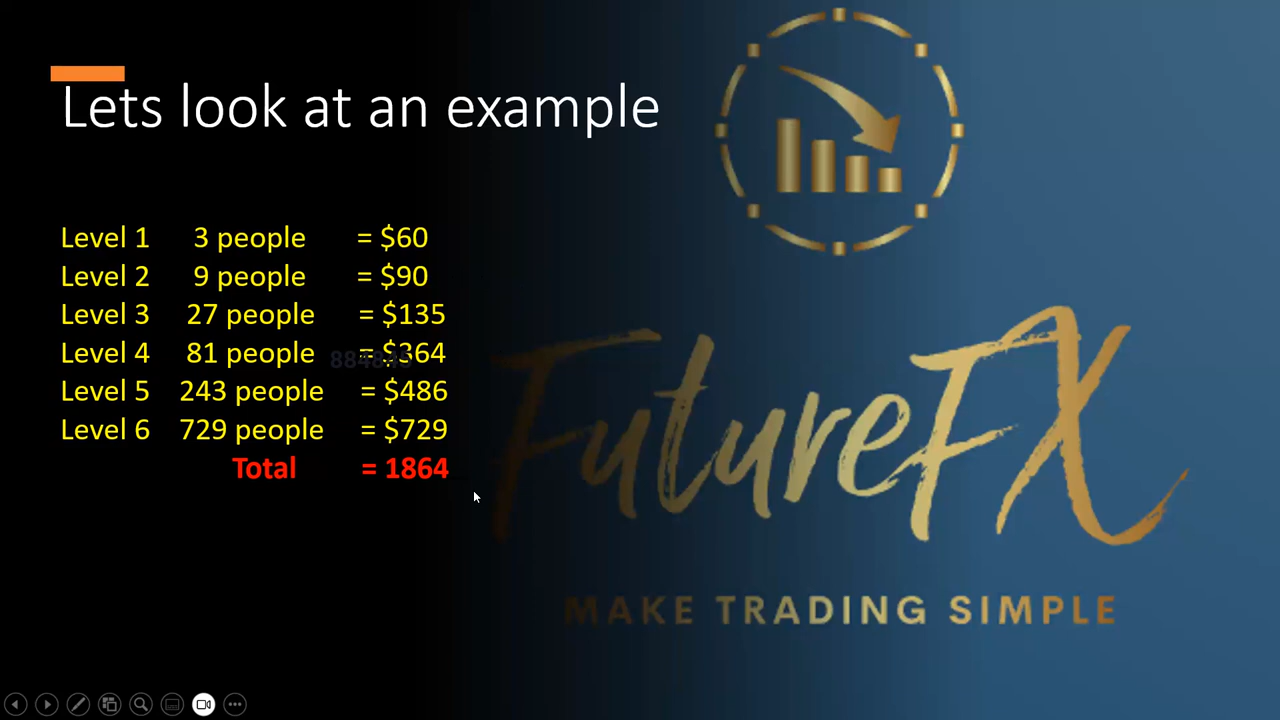 Lets look at an example
Level 1 3 people = $60
Level 2 9 people = $90
Level 3 27 people = $135
Level 4 81 people = $364
Level 5 243 people = $486
Level 6 729 people = $729
Total = 1864
FutureFX
MAKE TRADING SIMPLE